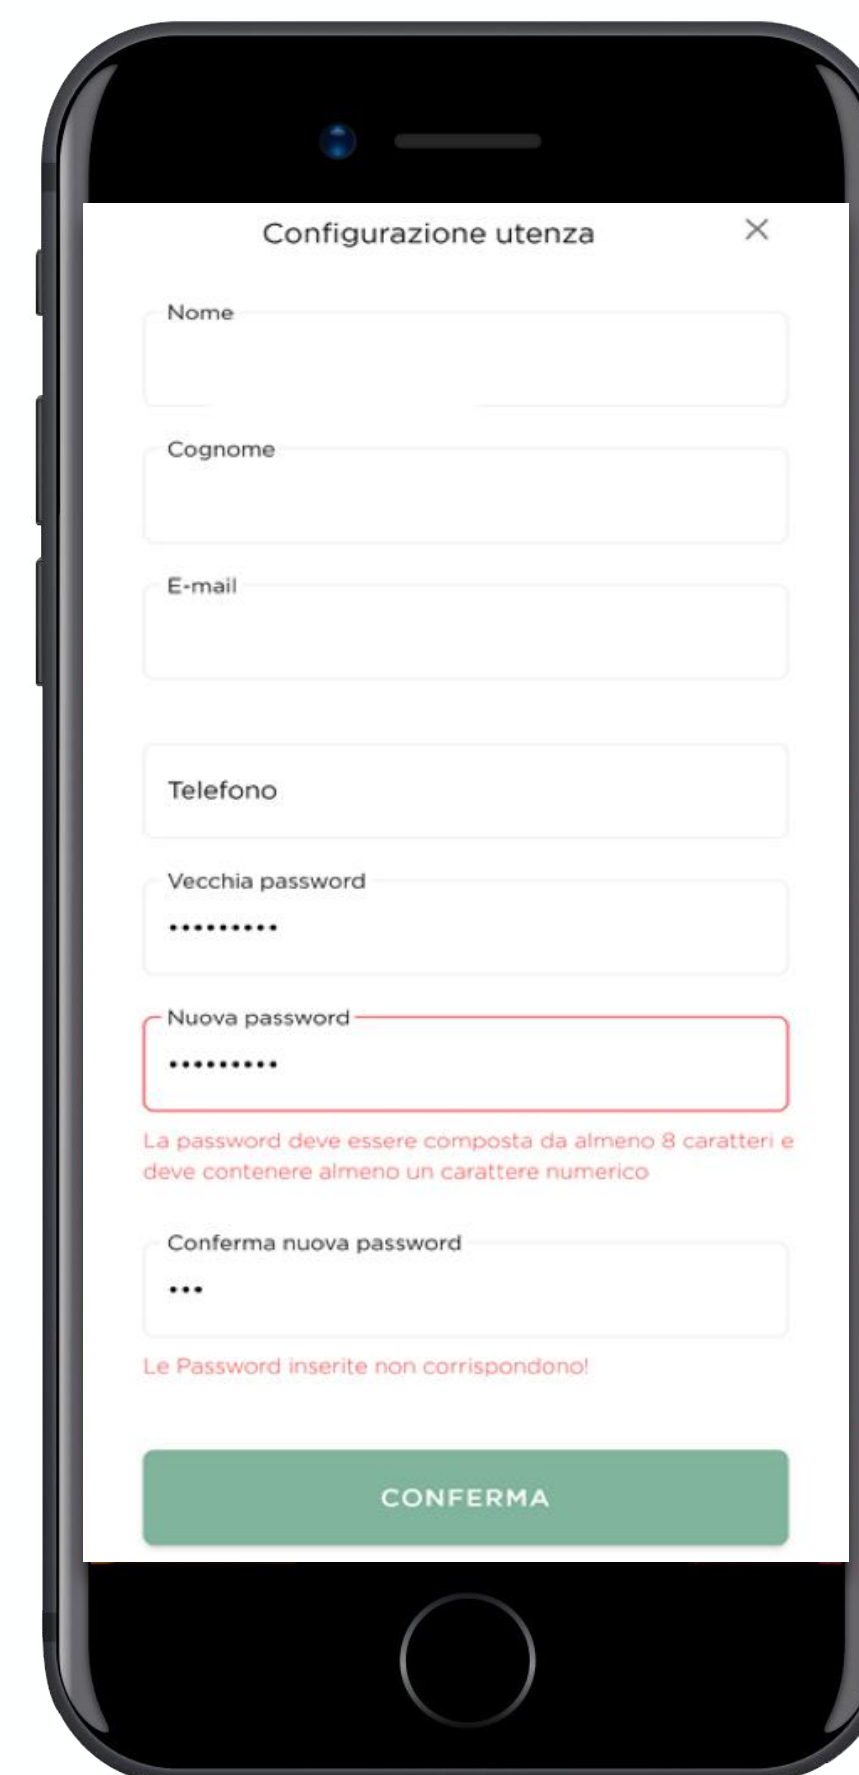 Configurazione utenza
Nome
Cognome
E-mail
Telefono
Vecchia password
•••••••••
Nuova password
•••••••••
La password deve essere composta da almeno 8 caratteri e
deve contenere almeno un carattere numerico
Conferma nuova password
•••
Le Password inserite non corrispondono!
CONFERMA